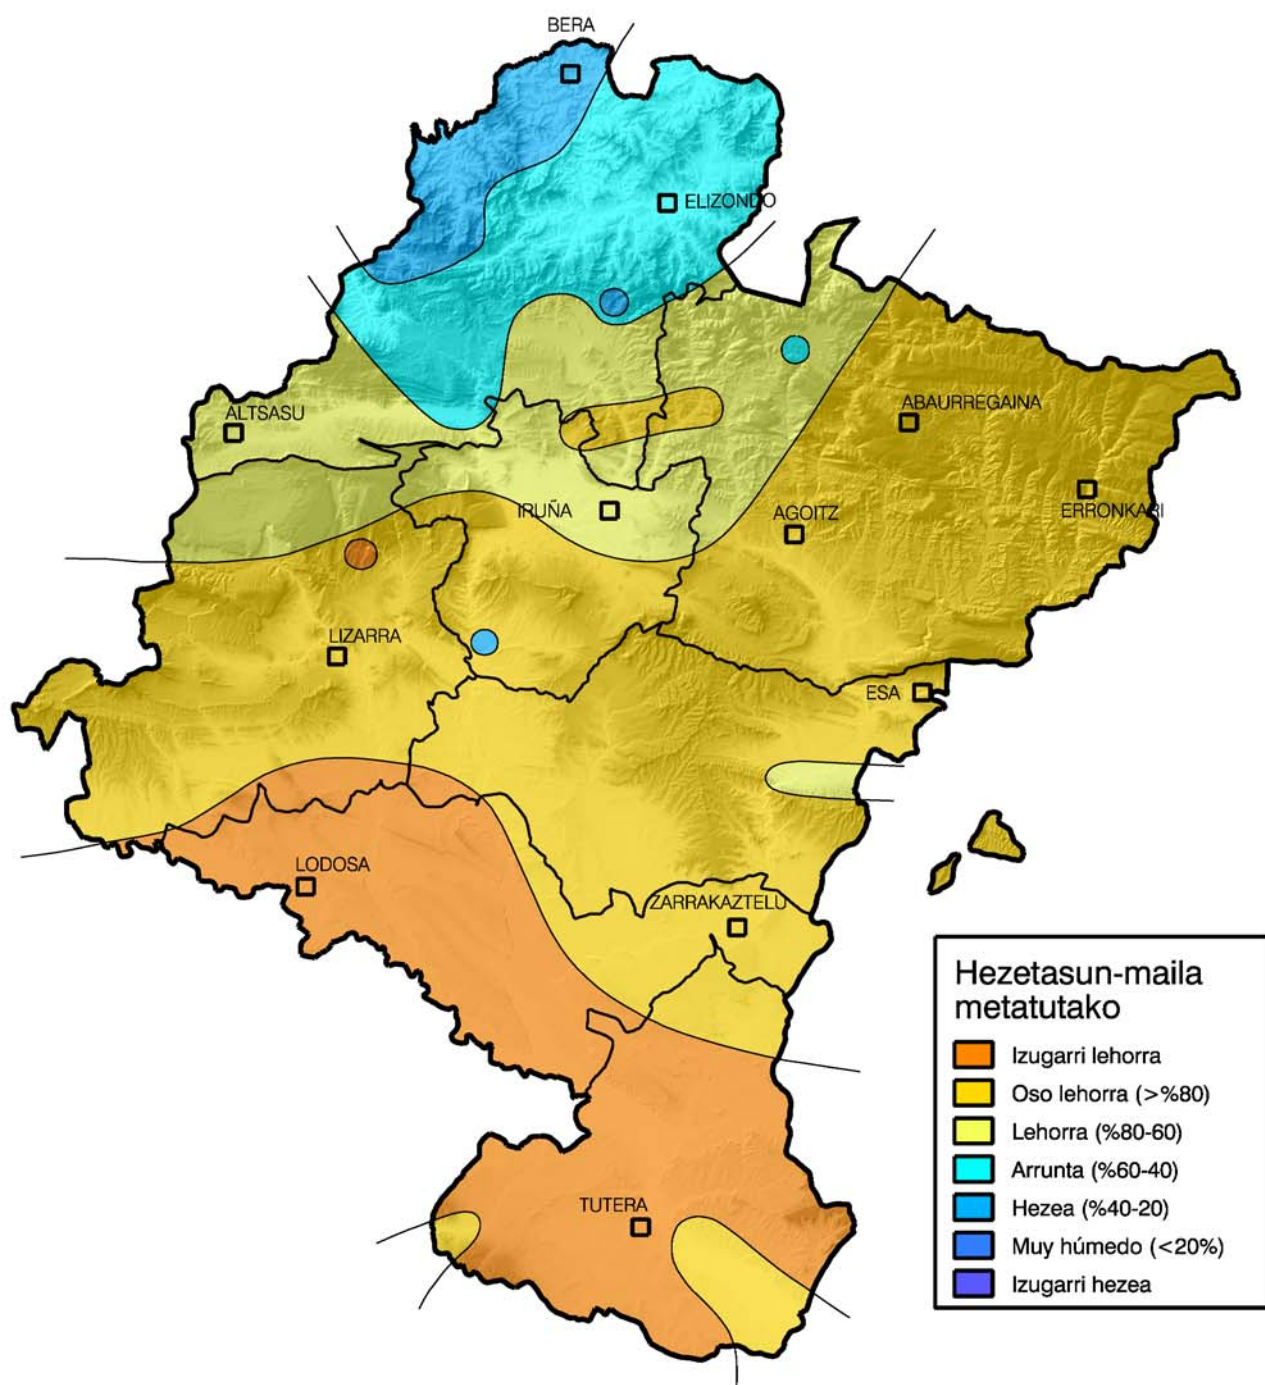 BERA
ELIZONDO
ALTSASU
ABAURREGAINA
IRUÑA
AGOITZ
ERRONKARI
LIZARRA
ESA
LODOSA
ZARRAKAZTELU
TUTERA
Hezetasun-maila
metatutako
Izugarri lehorra
Oso lehorra (>%80)
Lehorra (%80-60)
Arrunta (%60-40)
Hezea (%40-20)
Muy húmedo (<20%)
Izugarri hezea